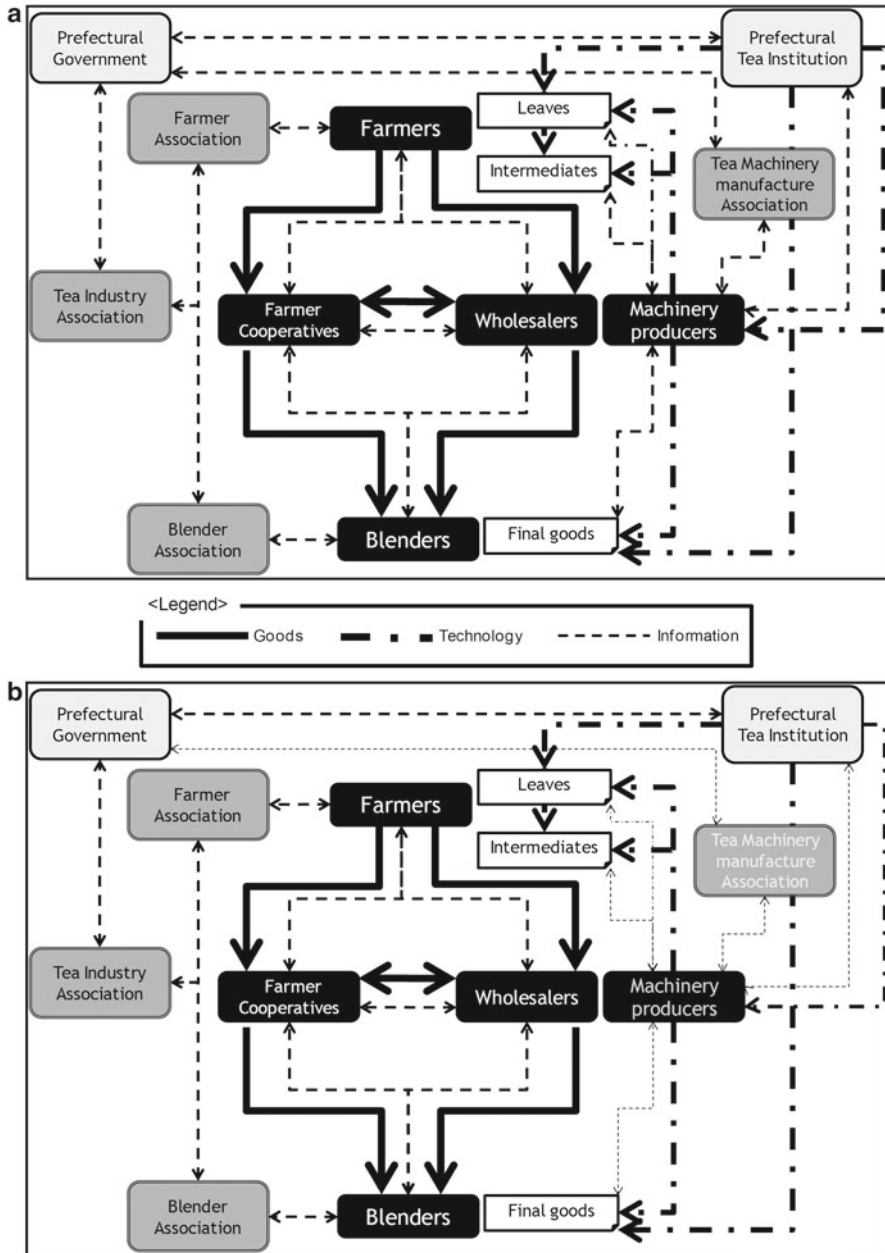 a
Prefectural
Government
Prefectural
Tea Institution
Farmer
Association
Farmers
Leaves
Intermediates
Tea Machinery
manufacture
Association
Tea Industry
Association
Farmer
Cooperatives
Wholesalers
Machinery
producers
Blender
Association
Blenders
Final goods
<Legend>
Goods
Technology
Information
b
Prefectural
Government
Prefectural
Tea Institution
Farmer
Association
Farmers
Leaves
Intermediates
Tea Machinery
manufacture
Association
Tea Industry
Association
Farmer
Cooperatives
Wholesalers
Machinery
producers
Blender
Association
Blenders
Final goods